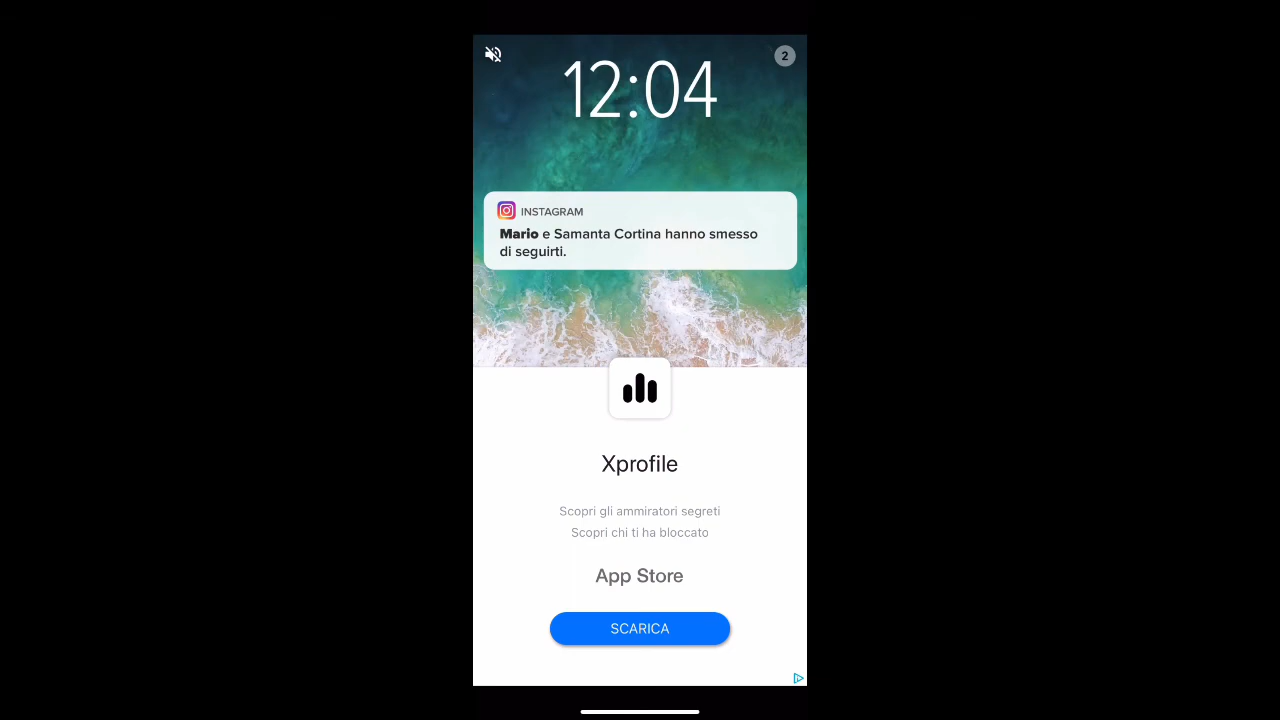 12:04
2
INSTAGRAM
Mario e Samanta Cortina hanno smesso
di seguirti.
Xprofile
Scopri gli ammiratori segreti
Scopri chi ti ha bloccato
App Store
SCARICA